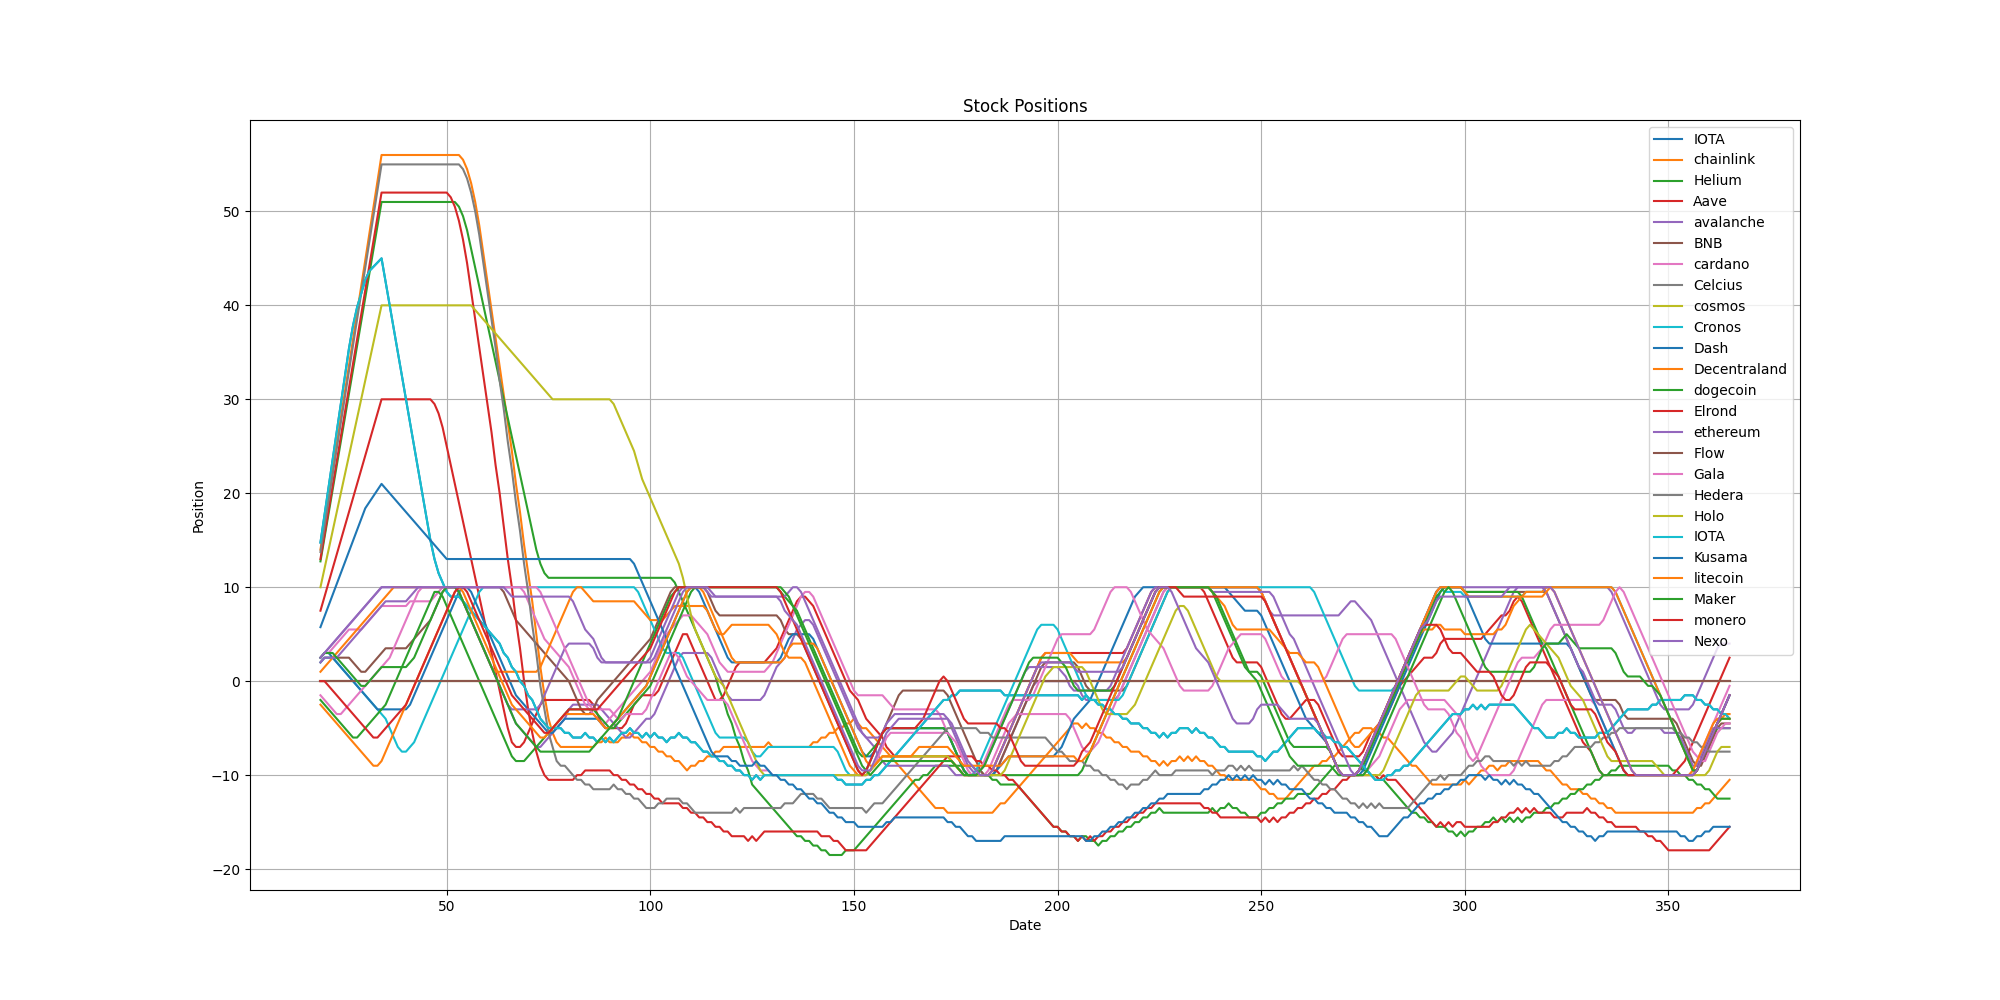 Stock Positions
Position
50
40
30
20
10
0
−10
−20
50
100
150
200
250
300
350
Date
IOTA
chainlink
Helium
Aave
avalanche
BNB
cardano
Celcius
cosmos
Cronos
Dash
Decentraland
dogecoin
Elrond
ethereum
Flow
Gala
Hedera
Holo
IOTA
Kusama
litecoin
Maker
monero
Nexo